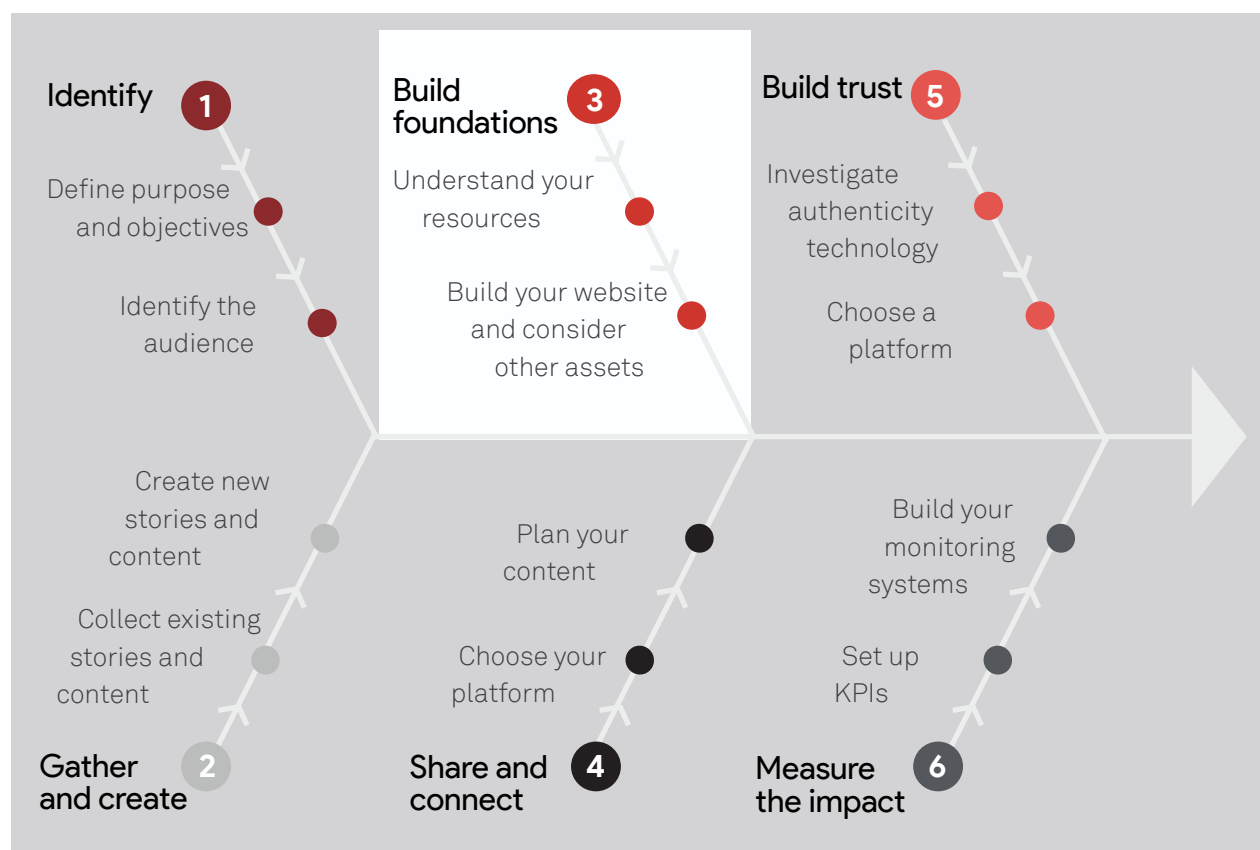 Identify
1
Define purpose
and objectives
Identify the
audience
Build
foundations
3
Understand your
resources
Build your website
and consider
other assets
Build trust
5
Investigate
authenticity
technology
Choose a
platform
Create new
stories and
content
Collect existing
stories and
content
Gather
and create
2
Plan your
content
Choose your
platform
Share and
connect
4
Build your
monitoring
systems
Set up
KPIs
Measure
the impact
6